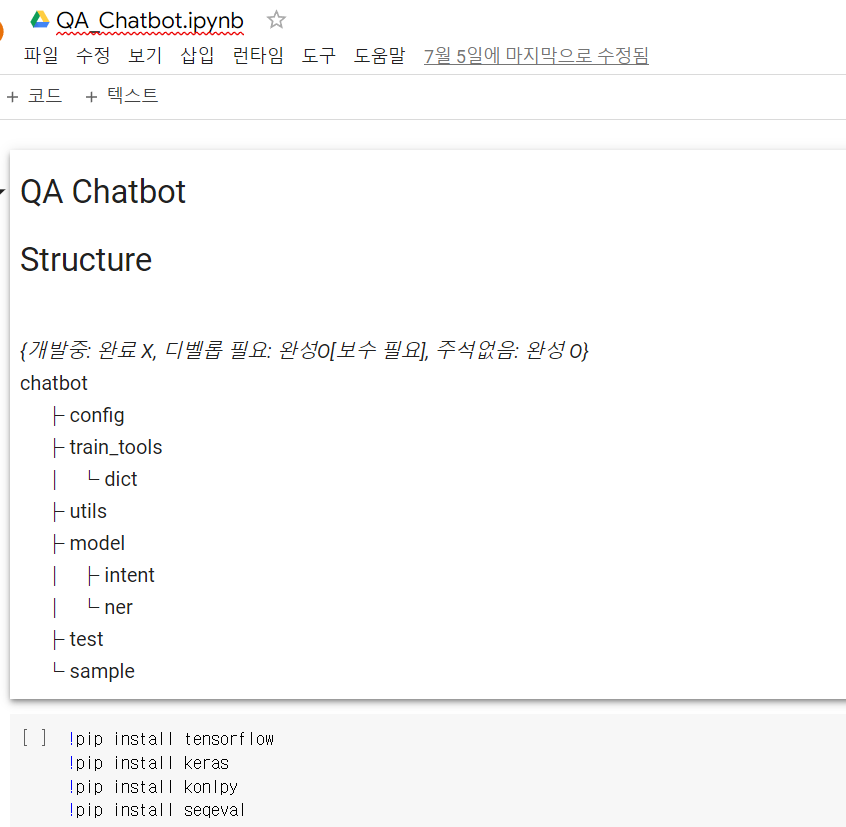 QA_Chatbot.ipynb
파일 수정 보기 삽입 런타임 도구 도움말 7월 5일에 마지막으로 수정됨
+ 코드 + 텍스트
QA Chatbot
Structure
{개발중: 완료 X, 디벨롭 필요: 완성O[보수 필요], 주석없음: 완성 O}
chatbot
├ config
├ train_tools
│ └ dict
├ utils
├ model
│ ├ intent
│ └ ner
├ test
└ sample
[ ] !pip install tensorflow
!pip install keras
!pip install konlpy
!pip install seqeval